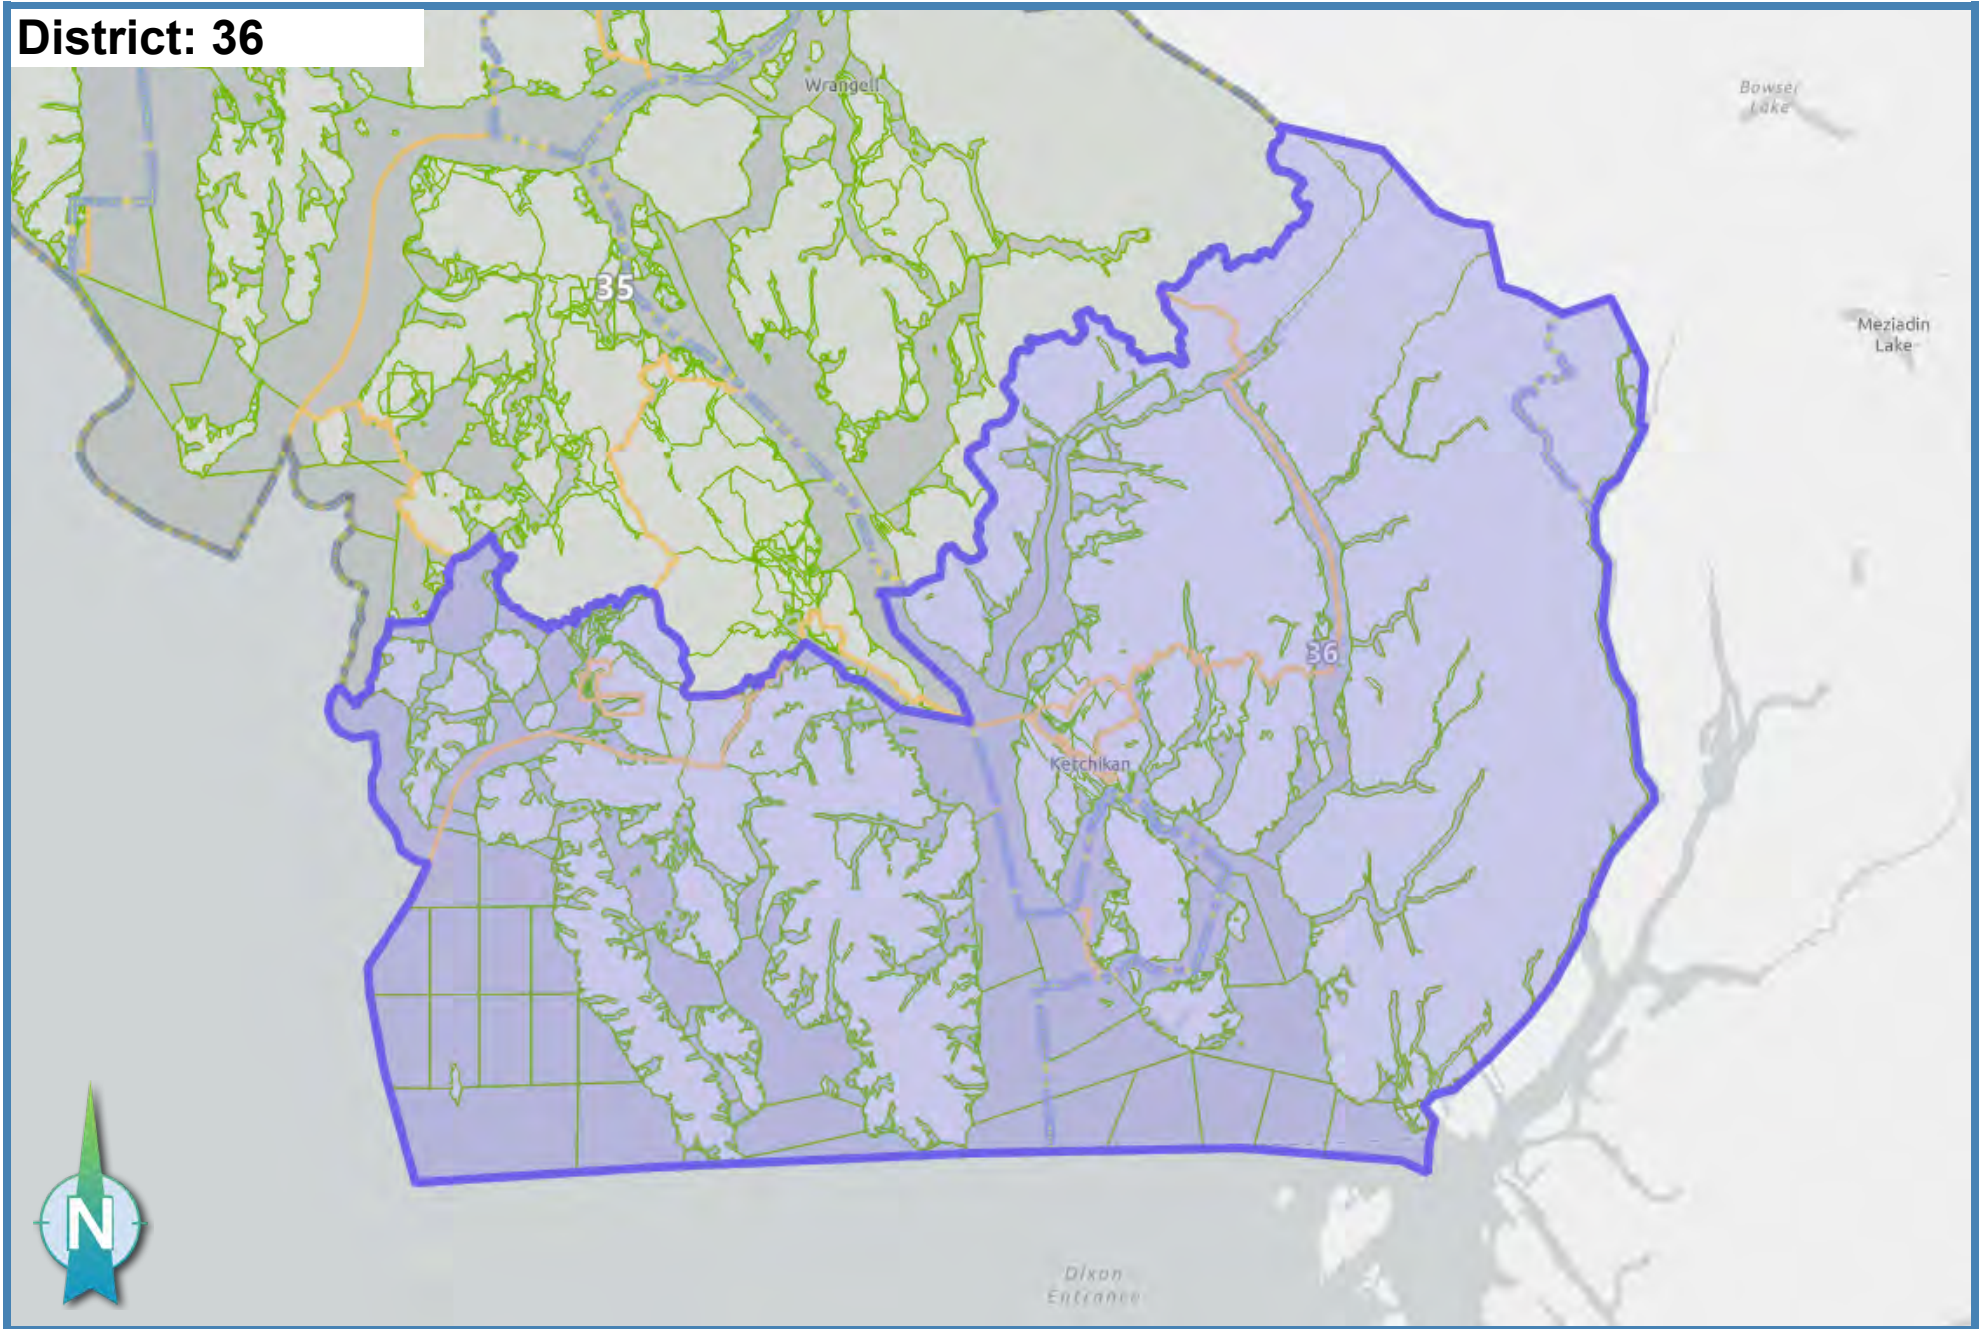 District: 36
Wrangell
Bowser
Lake
35
Meziadin
Lake
36
Ketchikan
Dixon
Entrance
N